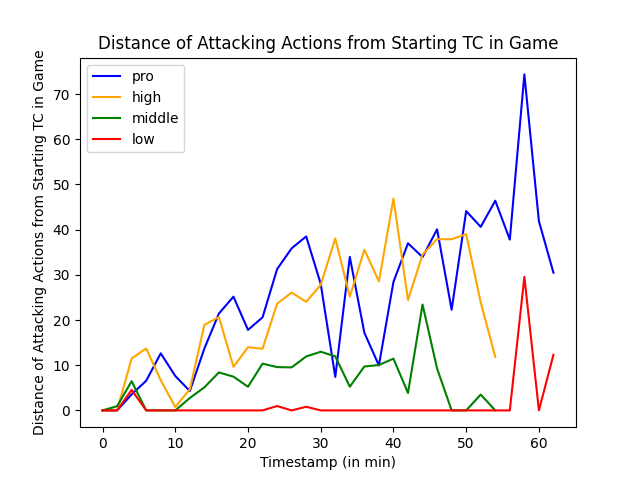 Distance of Attacking Actions from Starting TC in Game
Distance of Attacking Actions from Starting TC in Game
pro
high
middle
low
70
60
50
40
30
20
10
0
0 10 20 30 40 50 60
Timestamp (in min)